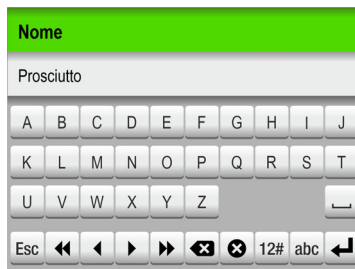 Nome
Prosciutto
A B C D E F G H I J
K L M N O P Q R S T
U V W X Y Z
Esc 12# abc